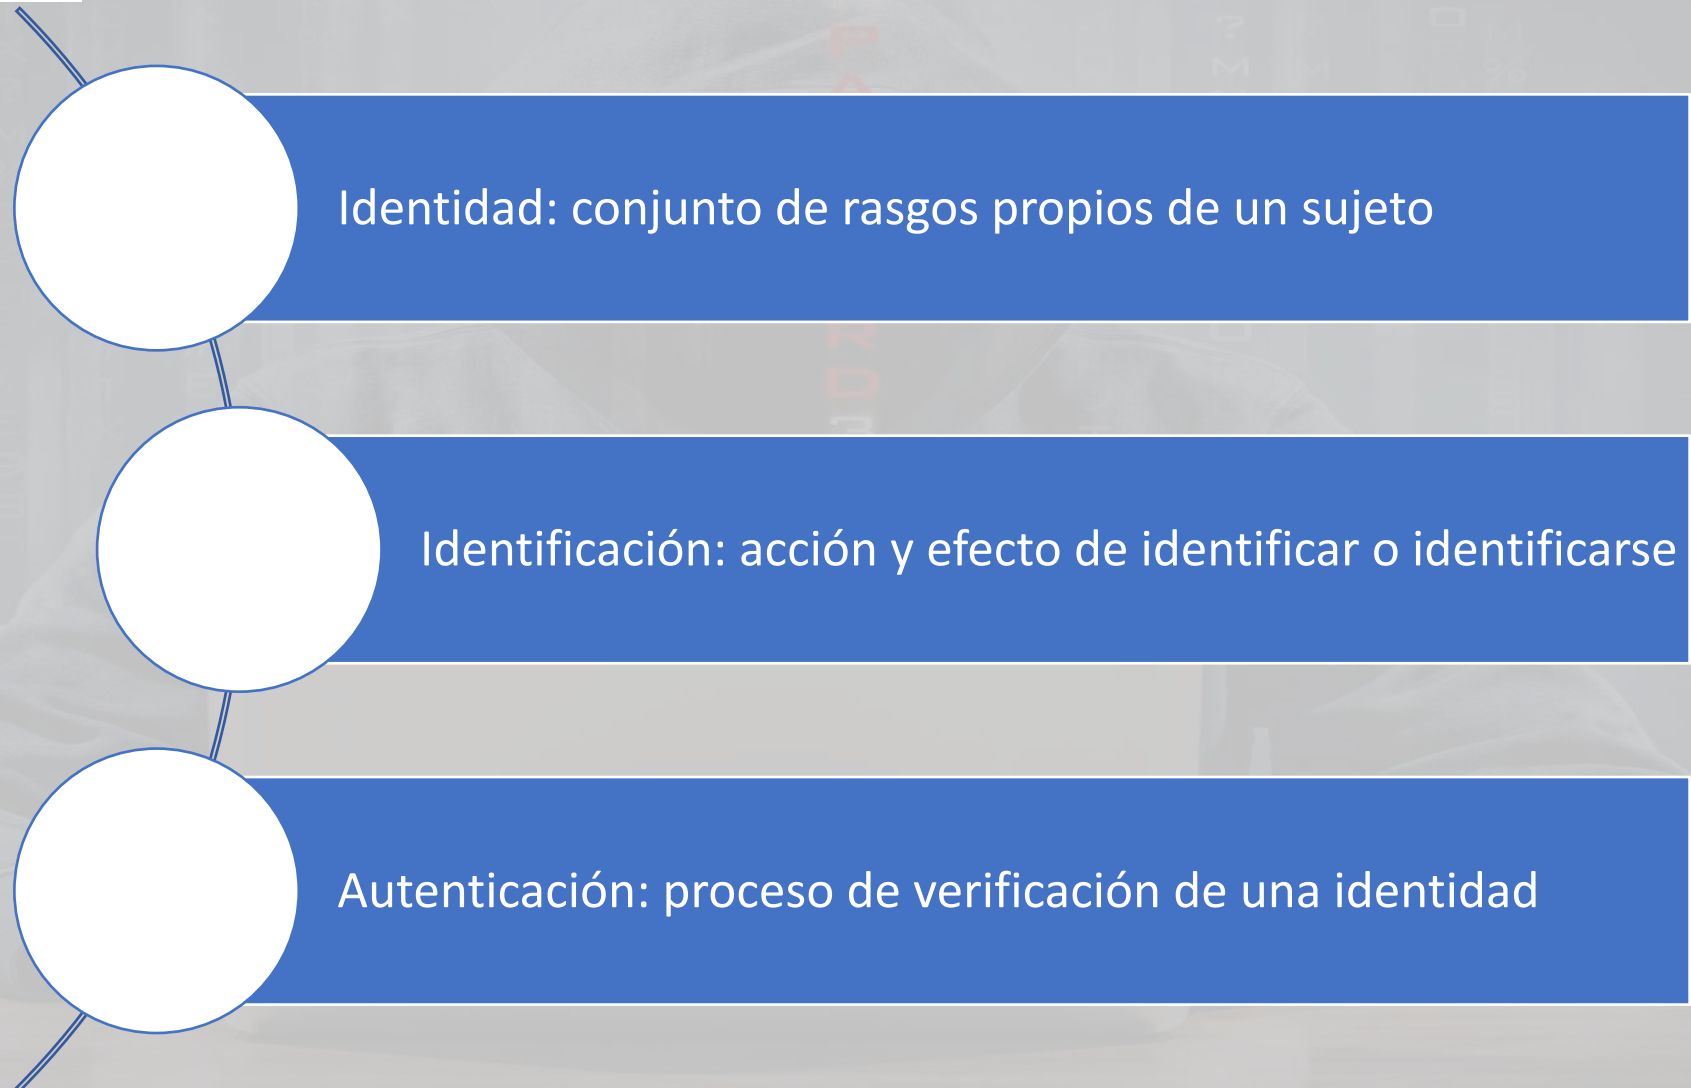 Identidad: conjunto de rasgos propios de un sujeto
Identificación: acción y efecto de identificar o identificarse
Autenticación: proceso de verificación de una identidad